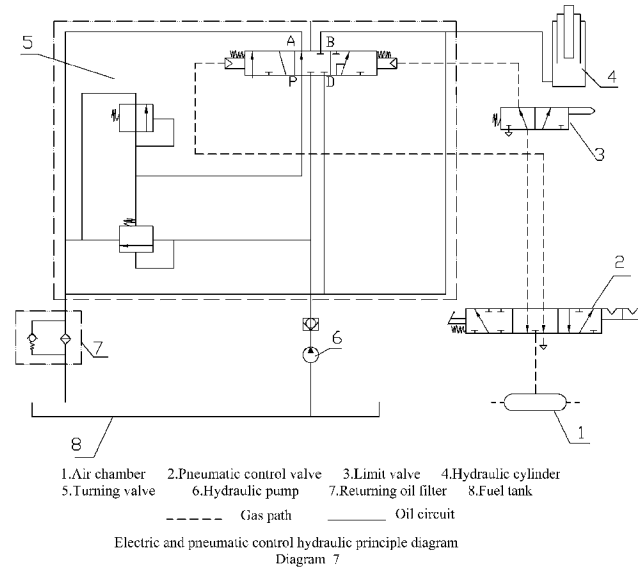 5
A
B
P
D
4
3
2
7
6
1
8
1.Air chamber 2.Pneumatic control valve 3.Limit valve 4.Hydraulic cylinder
5.Turning valve 6.Hydraulic pump 7.Returning oil filter 8.Fuel tank
Gas path Oil circuit
Electric and pneumatic control hydraulic principle diagram
Diagram 7